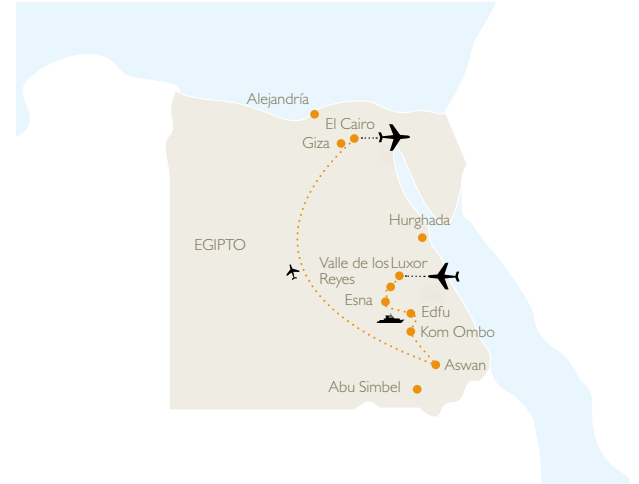 Alejandría
El Cairo
Giza
Hurghada
EGIPTO
Valle de los Luxor
Reyes
Esna
Edfu
Kom Ombo
Aswan
Abu Simbel